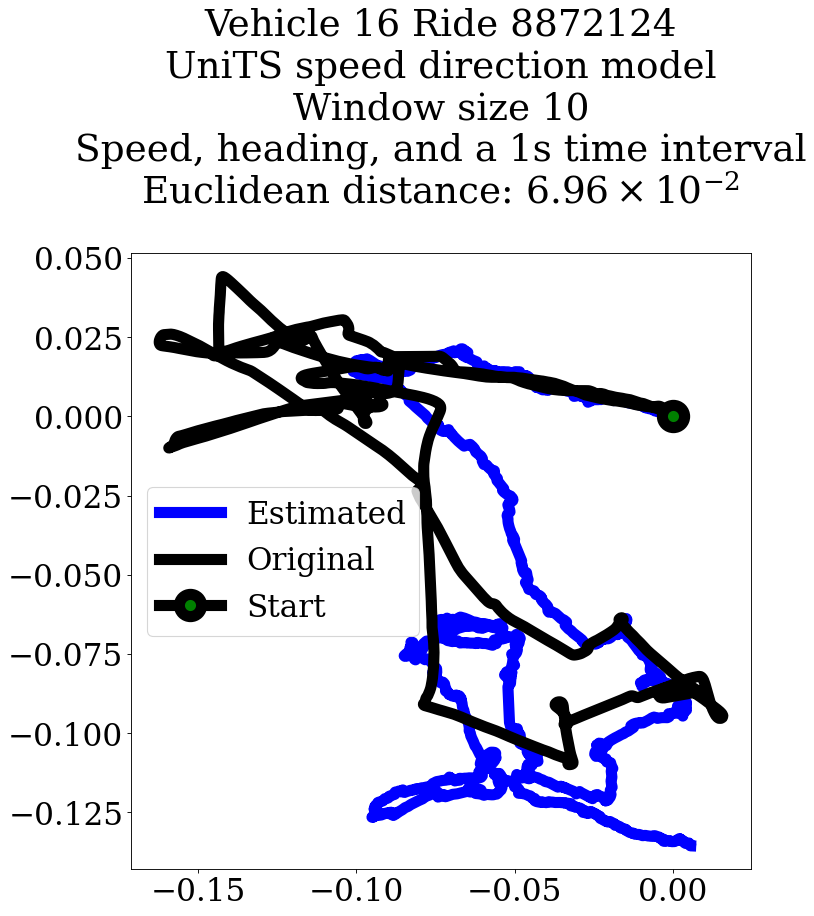 Vehicle 16 Ride 8872124
UniTS speed direction model
Window size 10
Speed, heading, and a 1s time interval
Euclidean distance: 6.96 × 10⁻²
0.050
0.025
0.000
−0.025
−0.050
−0.075
−0.100
−0.125
Estimated
Original
Start
−0.15
−0.10
−0.05
0.00